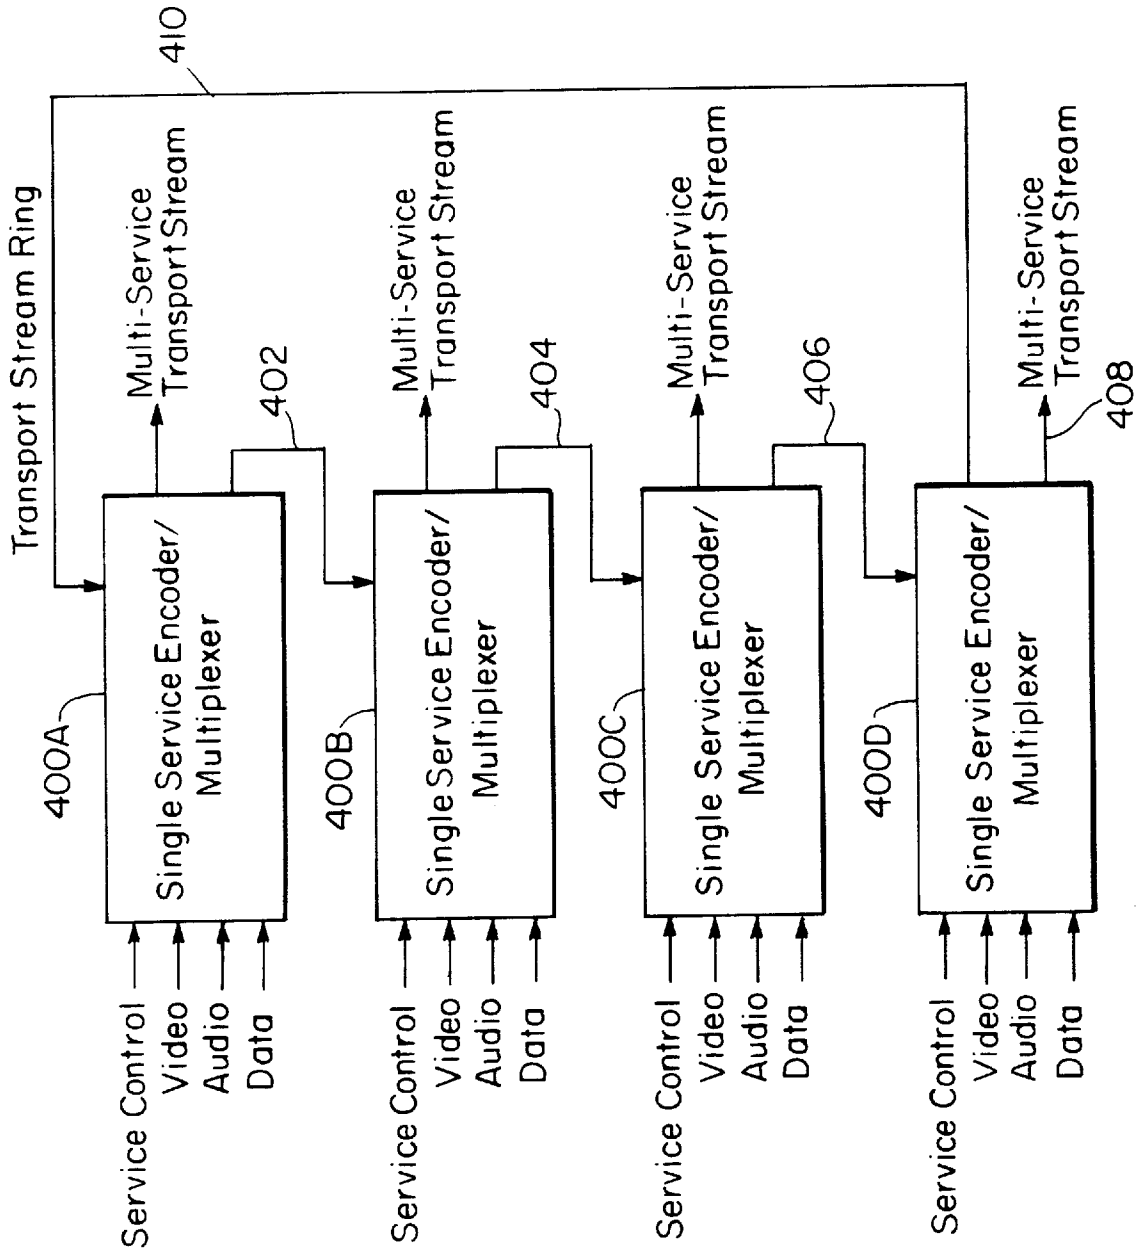 Transport Stream Ring
410
400A
Service Control
Video
Audio
Data
Single Service Encoder/
Multiplexer
Multi-Service
Transport Stream
402
400B
Service Control
Video
Audio
Data
Single Service Encoder/
Multiplexer
Multi-Service
Transport Stream
404
400C
Service Control
Video
Audio
Data
Single Service Encoder/
Multiplexer
Multi-Service
Transport Stream
406
400D
Service Control
Video
Audio
Data
Single Service Encoder/
Multiplexer
Multi-Service
Transport Stream
408